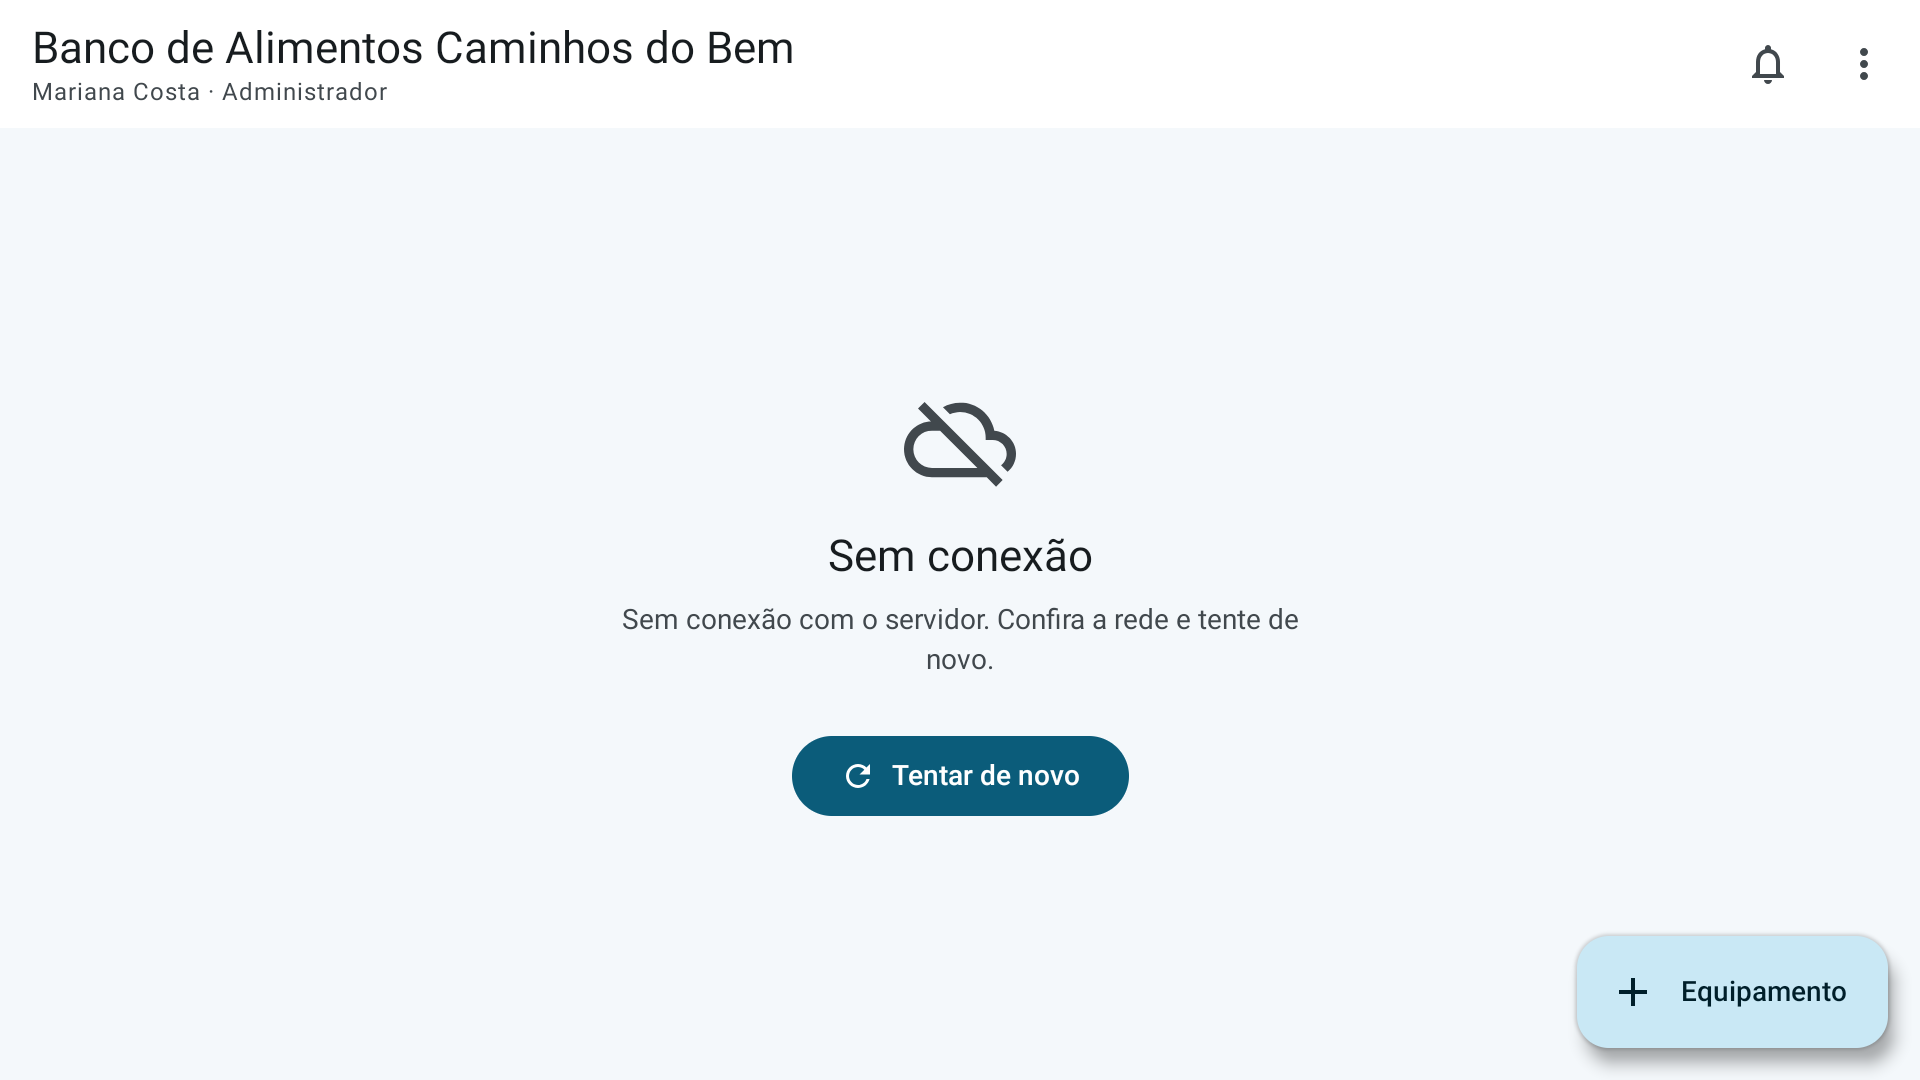 Banco de Alimentos Caminhos do Bem
Mariana Costa · Administrador
Sem conexão
Sem conexão com o servidor. Confira a rede e tente de
novo.
Tentar de novo
Equipamento